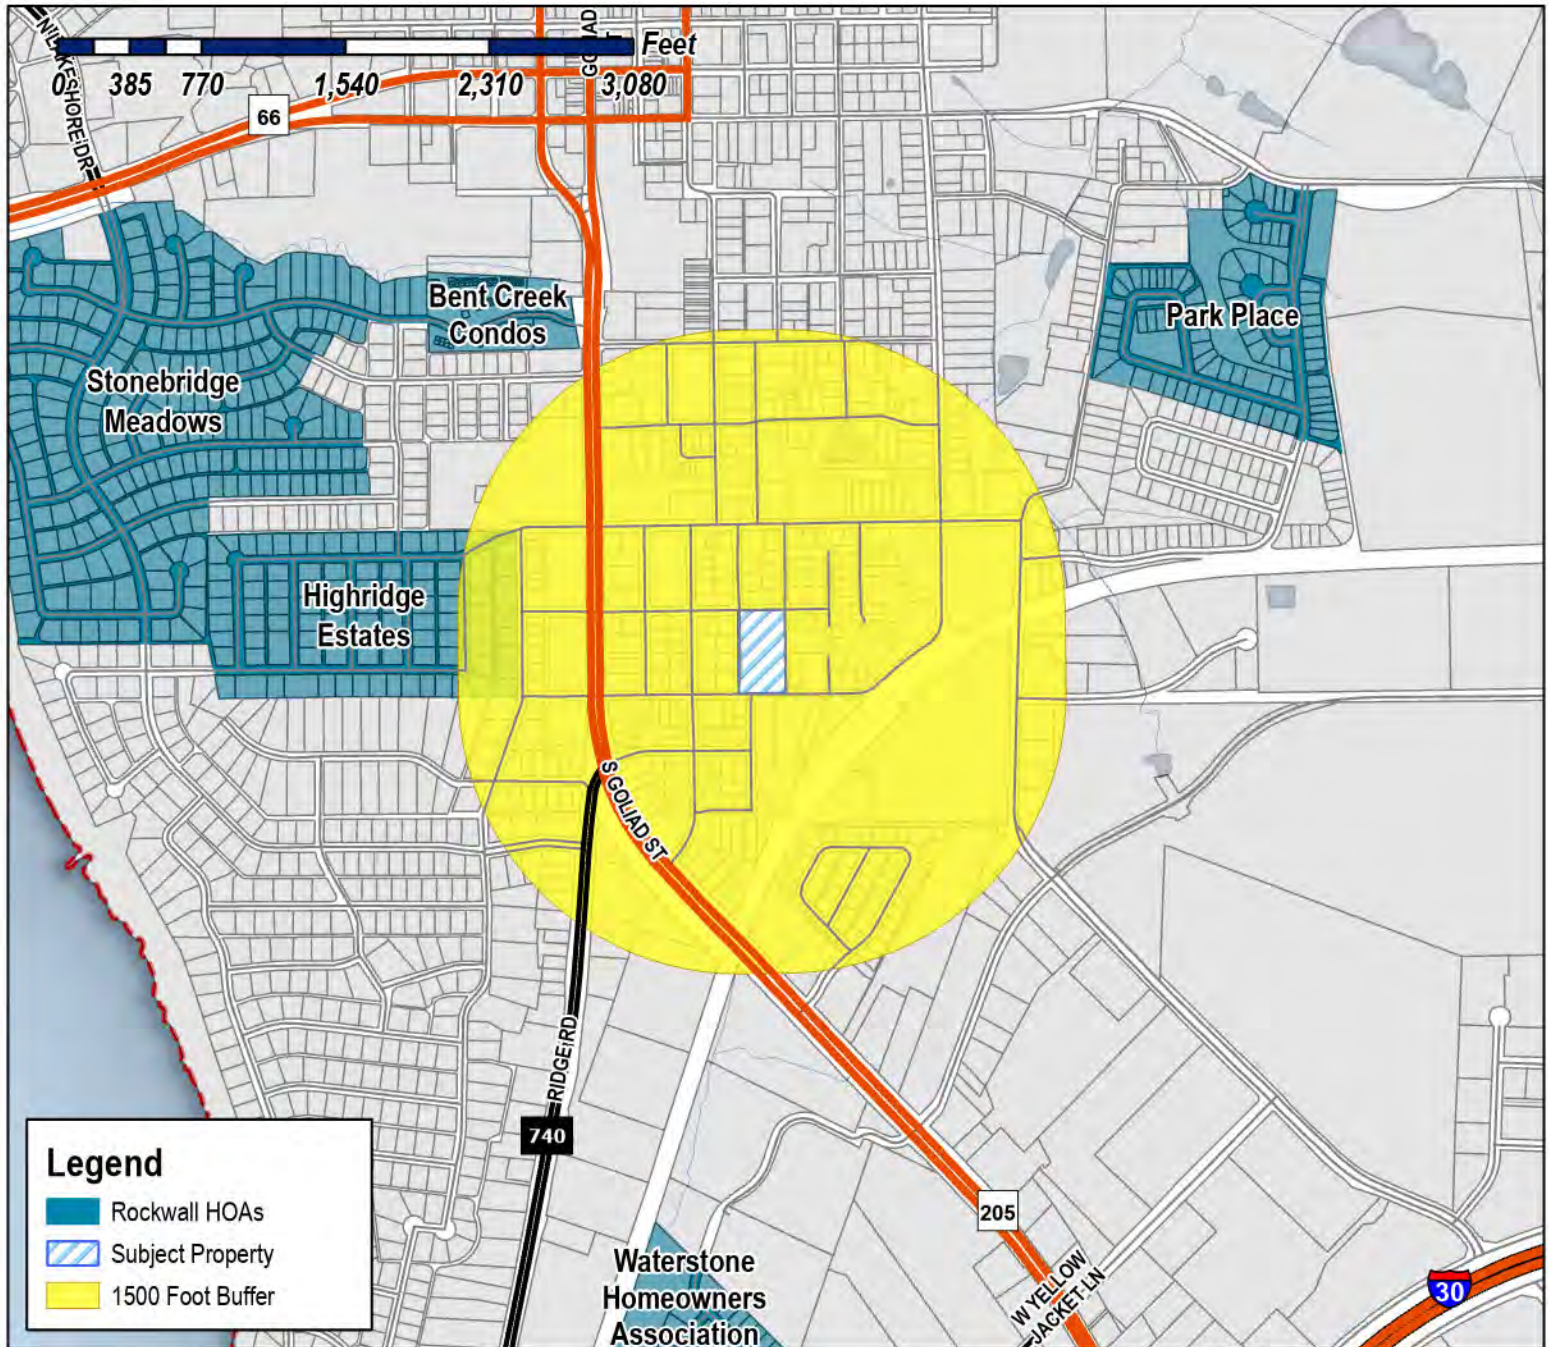 N LAKESHORE DR
GOLIAD
Feet
0 385 770 1,540 2,310 3,080
66
Bent Creek
Condos
Park Place
Stonebridge
Meadows
Highridge
Estates
S GOLIAD ST
RIDGE RD
740
205
W YELLOW
JACKET LN
30
Waterstone
Homeowners
Association
Legend
Rockwall HOAs
Subject Property
1500 Foot Buffer